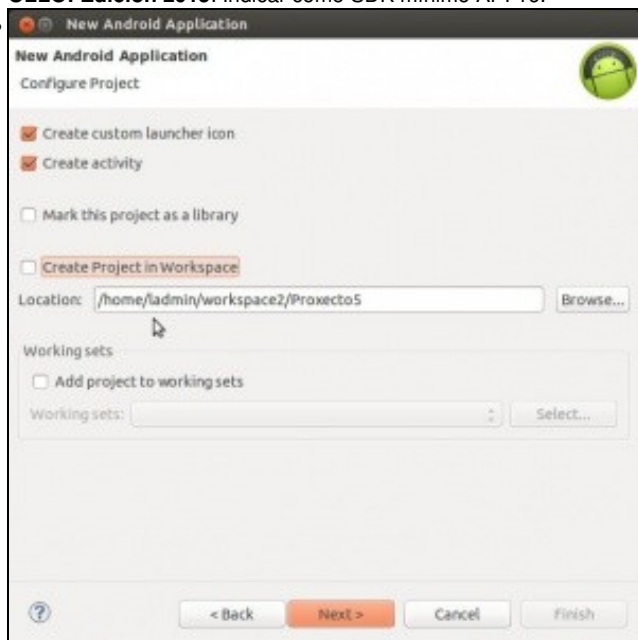 New Android Application
New Android Application
Configure Project
Create custom launcher icon
Create activity
Mark this project as a library
Create Project in Workspace
Location: /home/ladmin/workspace2/Proxecto5 Browse...
Working sets
Add project to working sets
Working sets: Select...
? < Back Next > Cancel Finish